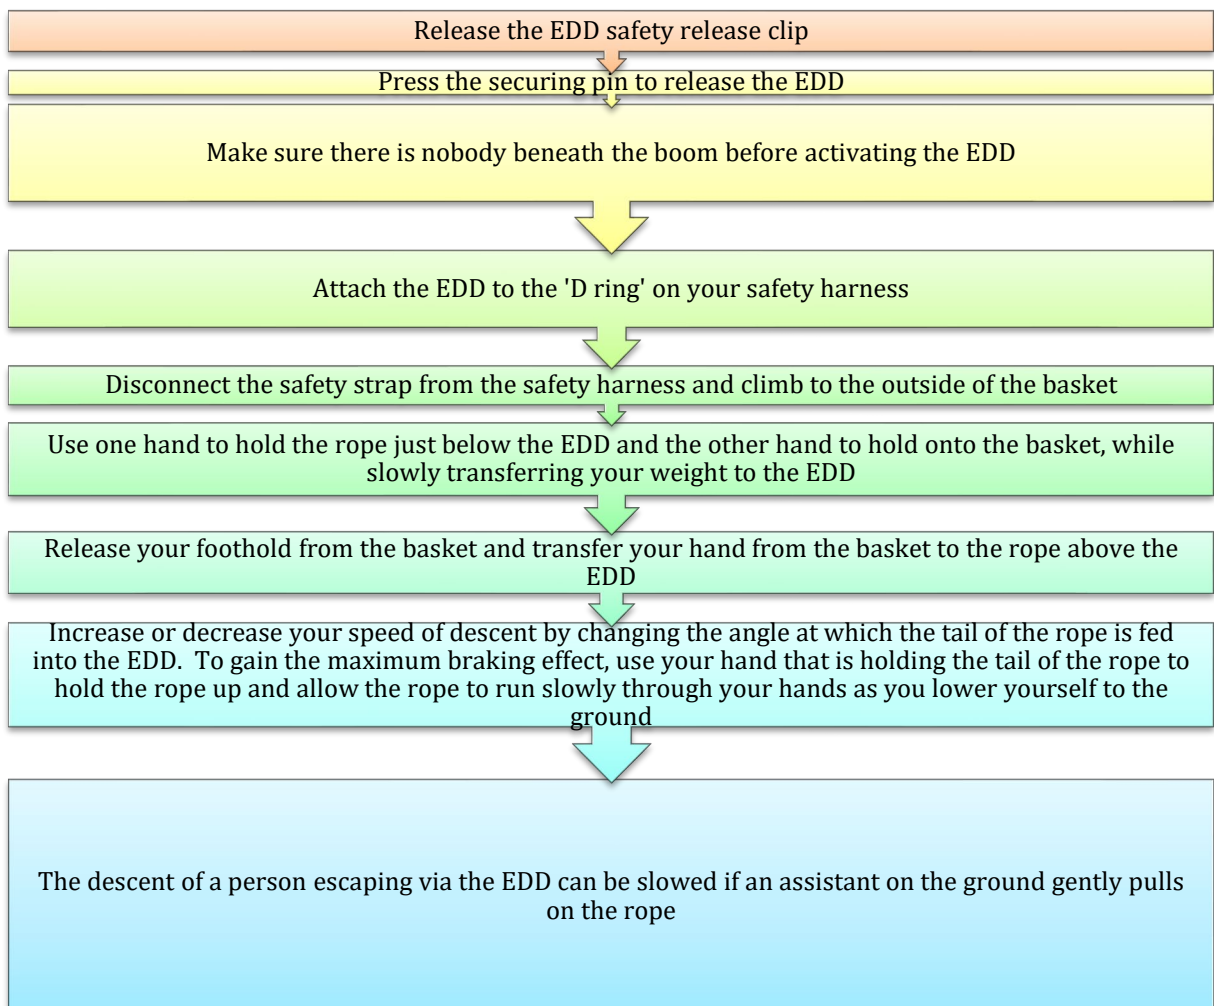 Release the EDD safety release clip
Press the securing pin to release the EDD
Make sure there is nobody beneath the boom before activating the EDD
Attach the EDD to the 'D ring' on your safety harness
Disconnect the safety strap from the safety harness and climb to the outside of the basket
Use one hand to hold the rope just below the EDD and the other hand to hold onto the basket, while
slowly transferring your weight to the EDD
Release your foothold from the basket and transfer your hand from the basket to the rope above the
EDD
Increase or decrease your speed of descent by changing the angle at which the tail of the rope is fed
into the EDD.  To gain the maximum braking effect, use your hand that is holding the tail of the rope to
hold the rope up and allow the rope to run slowly through your hands as you lower yourself to the
ground
The descent of a person escaping via the EDD can be slowed if an assistant on the ground gently pulls
on the rope